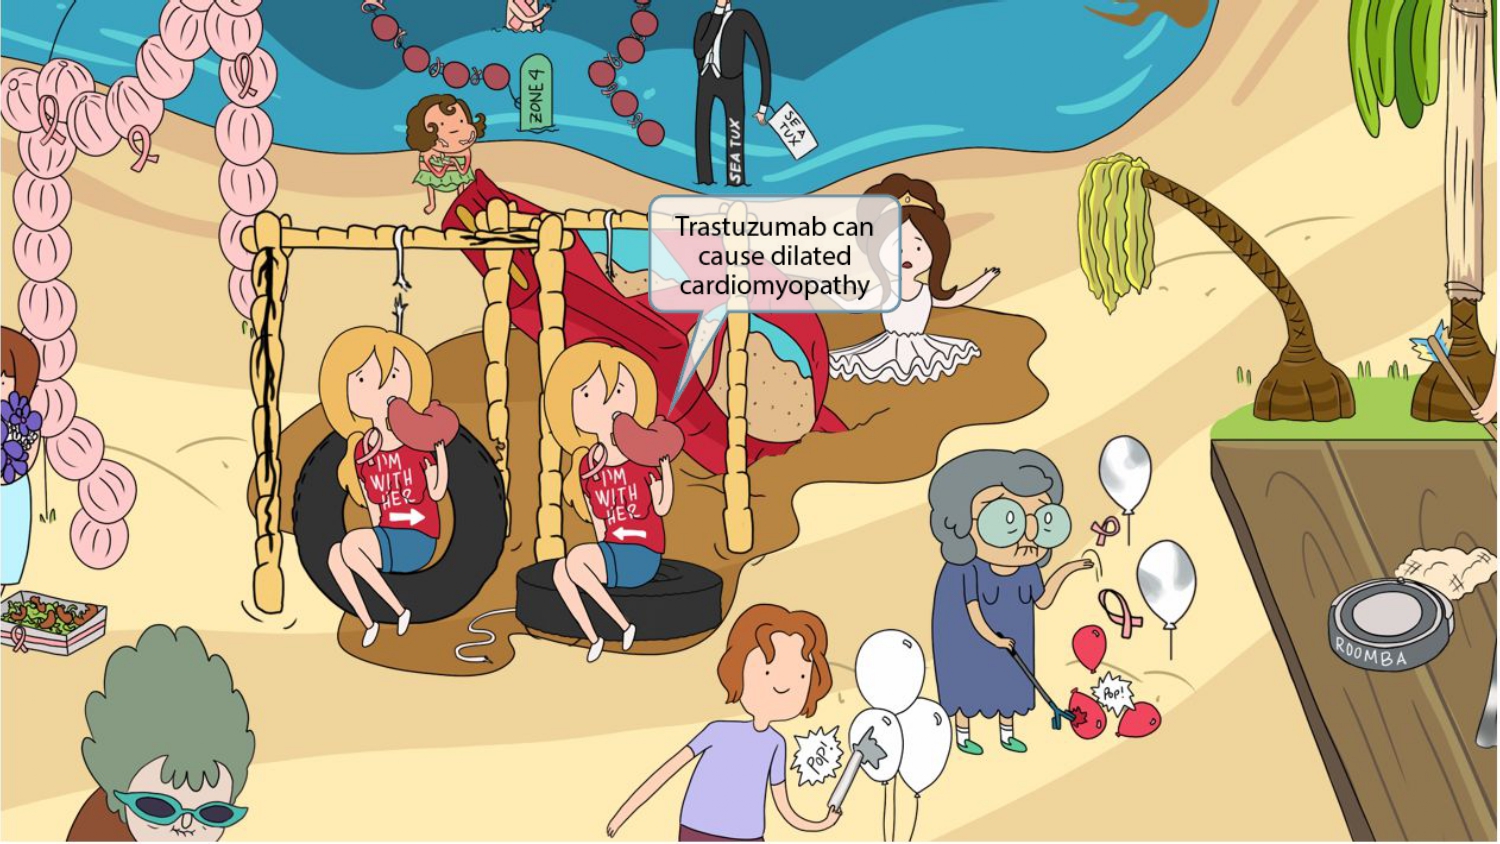 ZONE 4
SEA
TUX
SEA TUX
Trastuzumab can
cause dilated
cardiomyopathy
I'M
WITH
HER
I'M
WITH
HER
ROOMBA
Pop!
Pop!